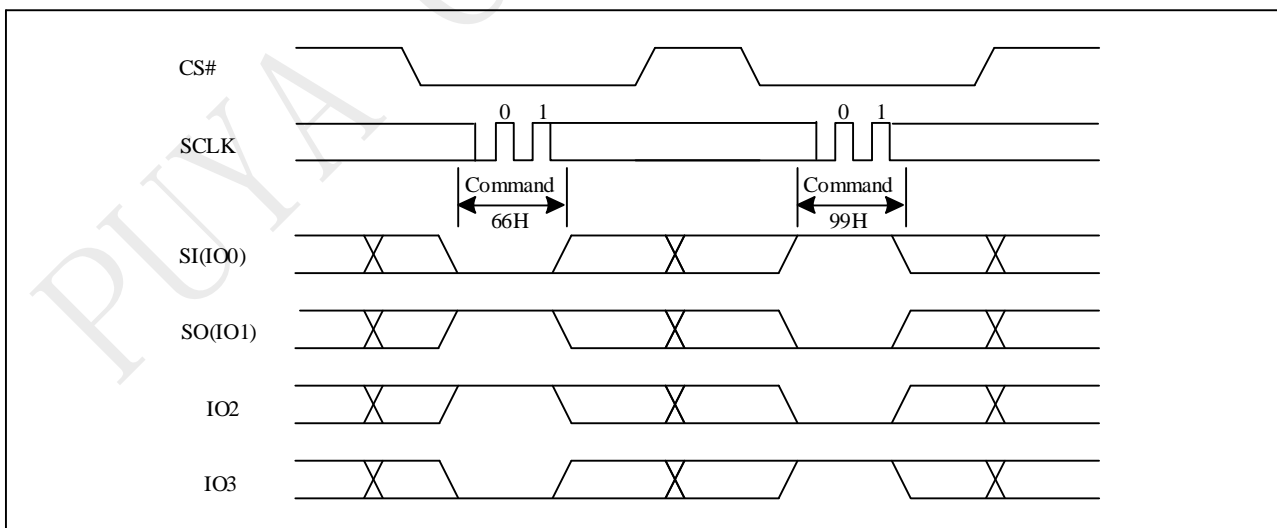 PUYA
CS#
0 1 0 1
SCLK
Command Command
66H 99H
SI(IO0)
SO(IO1)
IO2
IO3